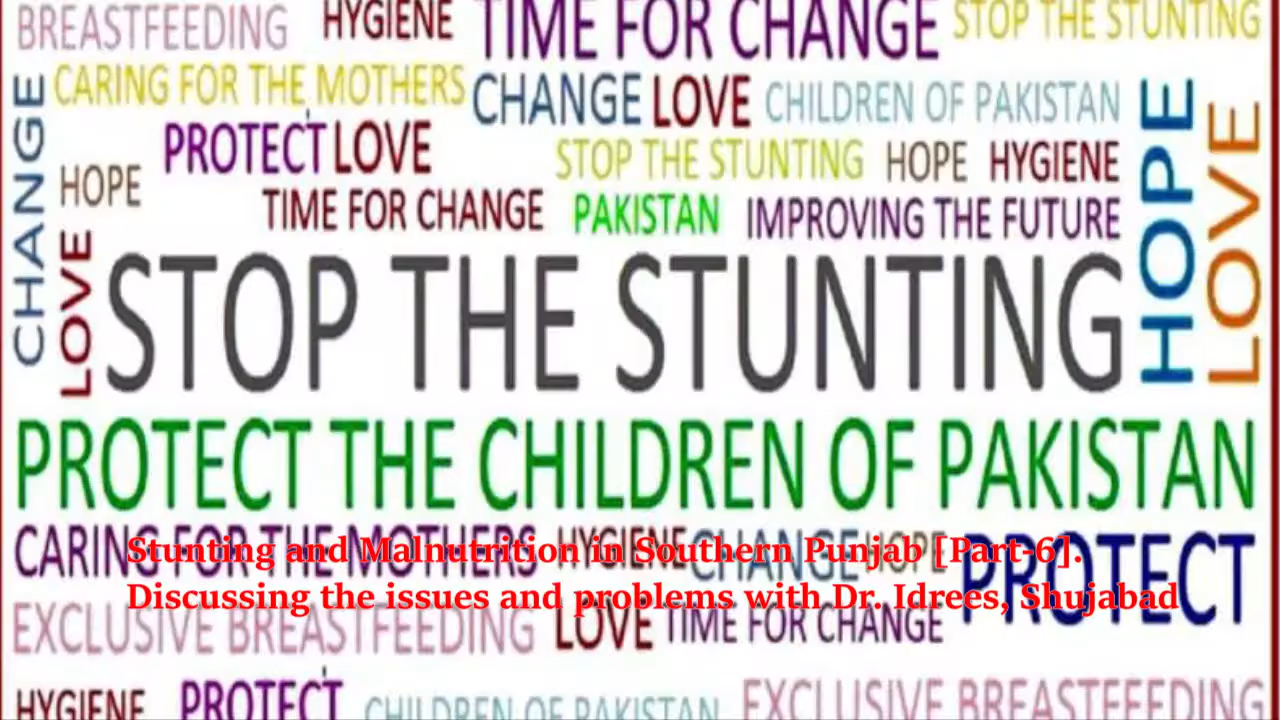 BREASTFEEDING HYGIENE TIME FOR CHANGE STOP THE STUNTING
CARING FOR THE MOTHERS CHANGE LOVE CHILDREN OF PAKISTAN
PROTECT LOVE STOP THE STUNTING HOPE HYGIENE
HOPE TIME FOR CHANGE PAKISTAN IMPROVING THE FUTURE
CHANGE
LOVE
HOPE
LOVE
STOP THE STUNTING
PROTECT THE CHILDREN OF PAKISTAN
CARING FOR THE MOTHERS HYGIENE CHANGE HOPE PROTECT
Stunting and Malnutrition in Southern Punjab [Part-6].
Discussing the issues and problems with Dr. Idrees, Shujabad
EXCLUSIVE BREASTFEEDING LOVE TIME FOR CHANGE
HYGIENE PROTECT CHILDREN OF PAKISTAN EXCLUSIVE BREASTFEEDING